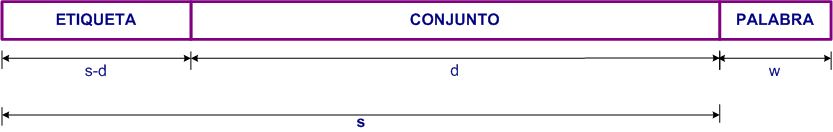 ETIQUETA CONJUNTO PALABRA
s-d d w
s